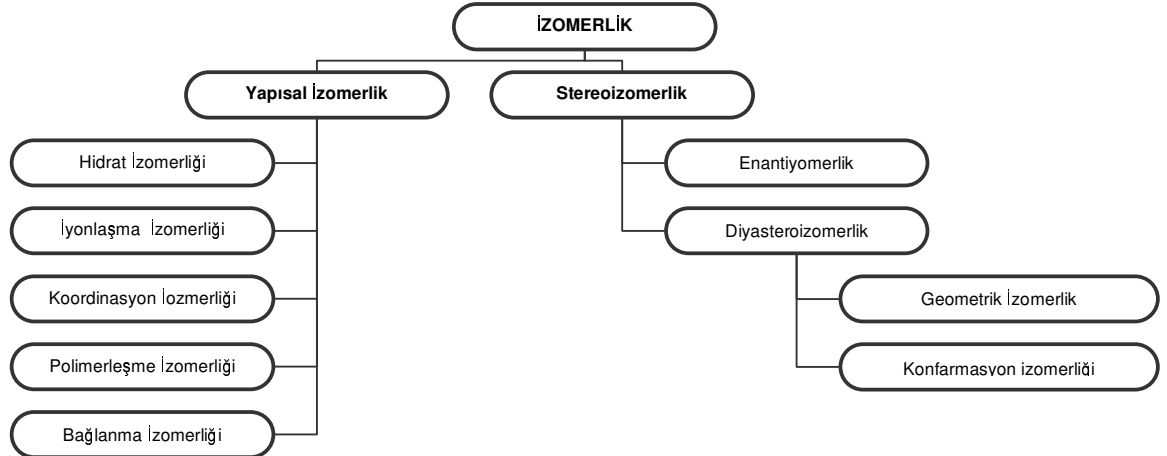 İZOMERLİK
Yapısal İzomerlik
Stereoizomerlik
Hidrat İzomerliği
Enantiyomerlik
İyonlaşma İzomerliği
Diyasteroizomerlik
Koordinasyon İozmerliği
Geometrik İzomerlik
Polimerleşme İzomerliği
Konfarmasyon izomerliği
Bağlanma İzomerliği